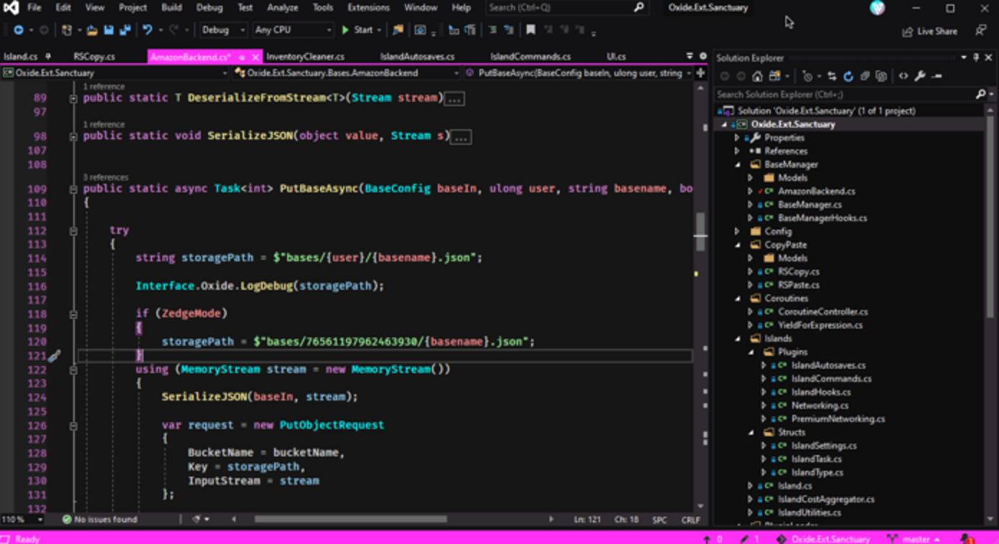 File Edit View Project Build Debug Test Analyze Tools Extensions Window Help Search (Ctrl+Q) Oxide.Ext.Sanctuary
Debug Any CPU Start Live Share
Island.cs RSCopy.cs AmazonBackend.cs* InventoryCleaner.cs IslandAutosaves.cs IslandCommands.cs UI.cs
Oxide.Ext.Sanctuary Oxide.Ext.Sanctuary.Bases.AmazonBackend PutBaseAsync(BaseConfig baseIn, ulong user, string
1 reference
89 public static T DeserializeFromStream<T>(Stream stream)...
97
1 reference
98 public static void SerializeJSON(object value, Stream s)...
107
108
3 references
109 public static async Task<int> PutBaseAsync(BaseConfig baseIn, ulong user, string basename, bo
110 {
111
112 try
113 {
114 string storagePath = $"bases/{user}/{basename}.json";
115
116 Interface.Oxide.LogDebug(storagePath);
117
118 if (ZedgeMode)
119 {
120 storagePath = $"bases/76561197962463930/{basename}.json";
121 }
122 using (MemoryStream stream = new MemoryStream())
123 {
124 SerializeJSON(baseIn, stream);
125
126 var request = new PutObjectRequest
127 {
128 BucketName = bucketName,
129 Key = storagePath,
130 InputStream = stream
131 };
132
110 % No issues found Ln: 121 Ch: 18 SPC CRLF
Solution Explorer
Search Solution Explorer (Ctrl+;)
Solution 'Oxide.Ext.Sanctuary' (1 of 1 project)
Oxide.Ext.Sanctuary
Properties
References
BaseManager
Models
AmazonBackend.cs
BaseManager.cs
BaseManagerHooks.cs
Config
CopyPaste
Models
RSCopy.cs
RSPaste.cs
Coroutines
CoroutineController.cs
YieldForExpression.cs
Islands
Plugins
IslandAutosaves.cs
IslandCommands.cs
IslandHooks.cs
Networking.cs
PremiumNetworking.cs
Structs
IslandSettings.cs
IslandTask.cs
IslandType.cs
Island.cs
IslandCostAggregator.cs
IslandUtilities.cs
Ready 0 1 Oxide.Ext.Sanctuary master 1